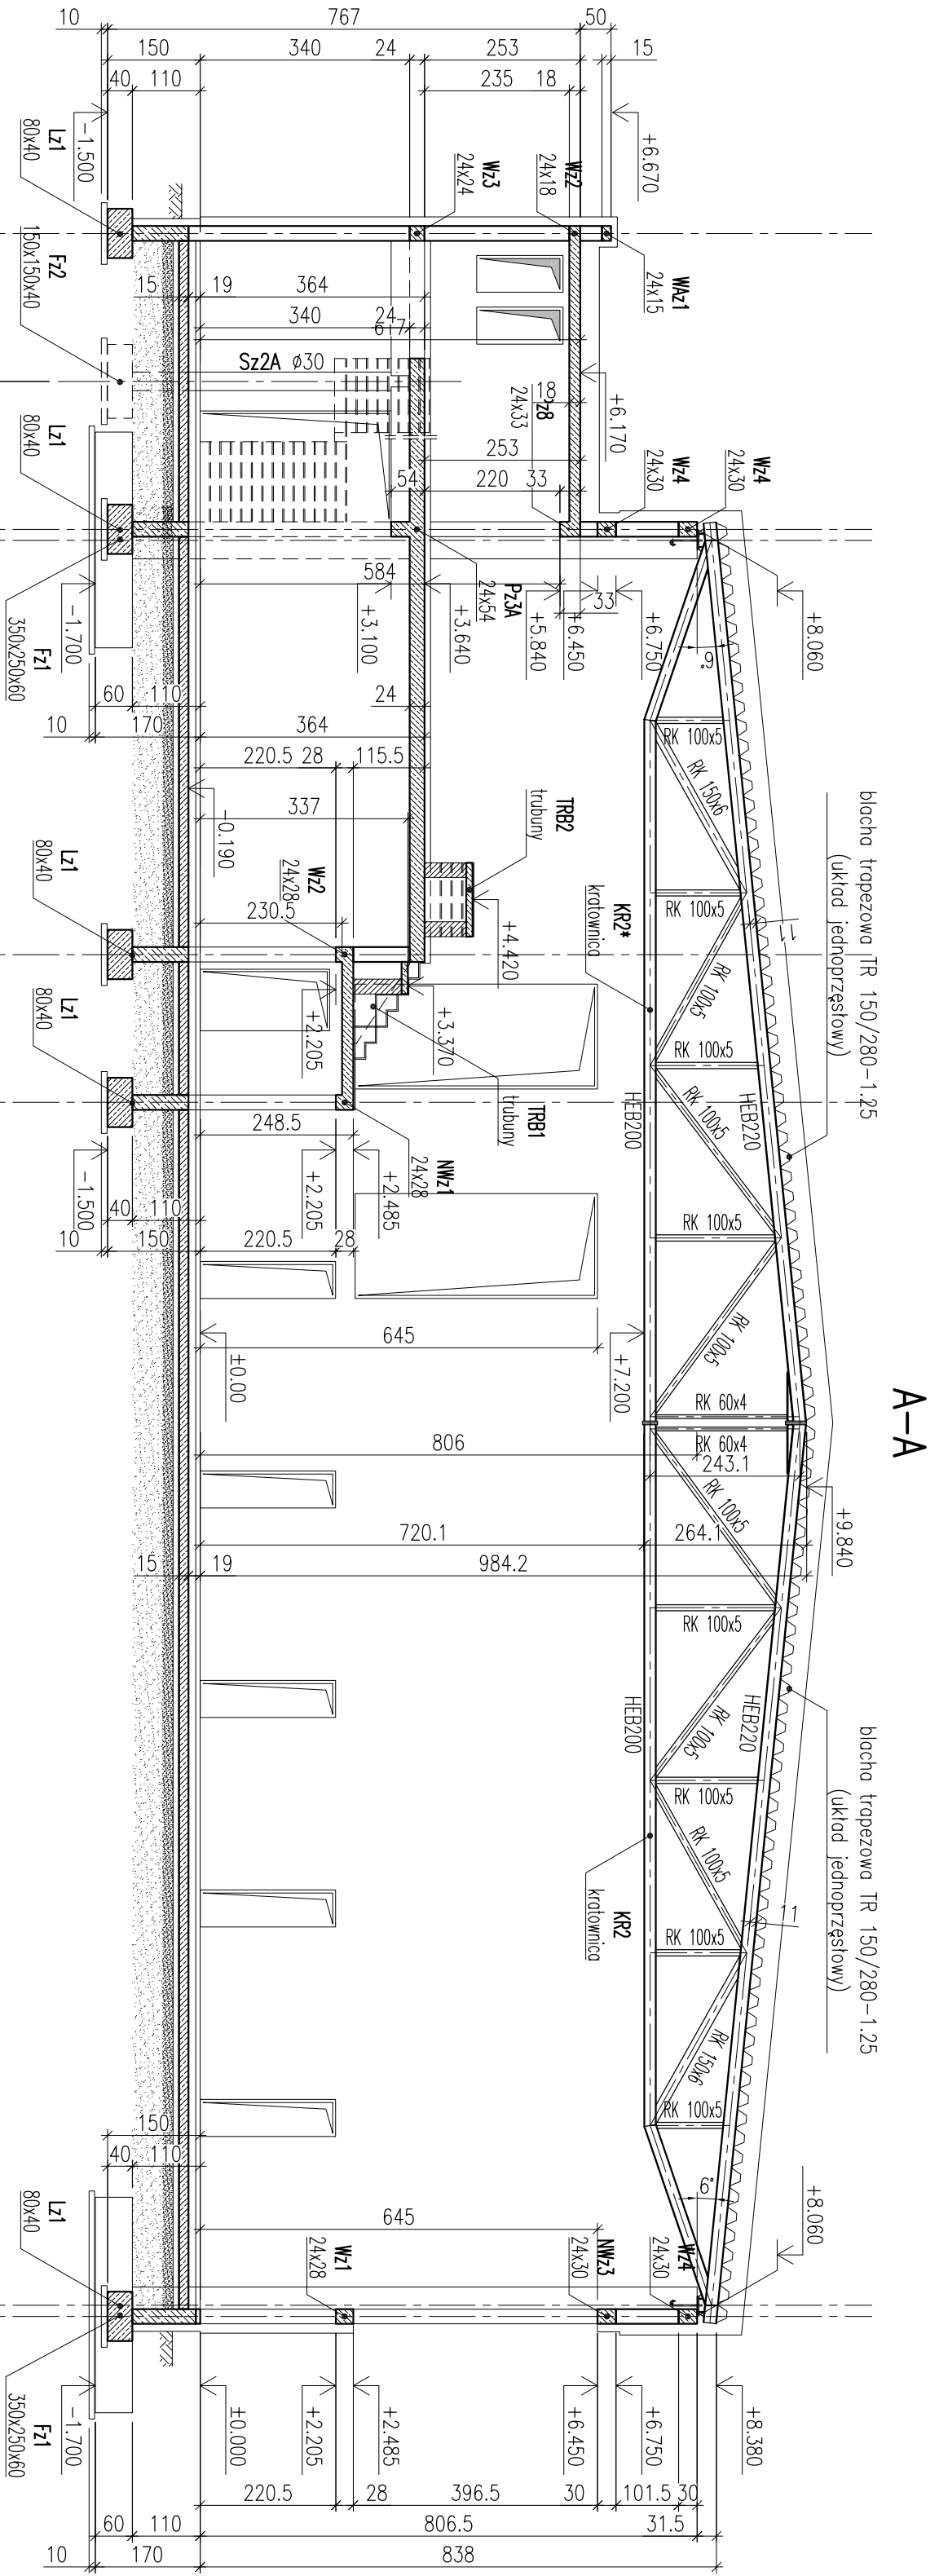 A-A
blacha trapezowa TR 150/280-1.25
(układ jednoprzęsłowy)
blacha trapezowa TR 150/280-1.25
(układ jednoprzęsłowy)
10
767
50
150
340
24
253
15
40
110
235
18
+6.670
-1.500
Lz1
80x40
Fz2
150x150x40
Wz3
24x24
Wz2
24x18
WAz1
24x15
15
19
364
340
24
617
Sz2A ø30
18
24x33
+6.170
253
54
220
33
Lz1
80x40
Wz4
24x30
Wz4
24x30
584
Pz3A
24x54
33
+3.100
+3.640
+5.840
+6.450
+6.750
+8.060
6°
350x250x60
Fz1
-1.700
60
110
10
170
364
24
220.5
28
115.5
337
-0.190
TRB2
trubuny
Wz2
24x28
230.5
+4.420
Lz1
80x40
Lz1
80x40
+2.205
+3.370
TRB1
trubuny
248.5
NWz1
24x28
-1.500
+2.205
+2.485
40
110
10
150
220.5
28
645
±0.00
+7.200
RK 100x5
RK 150x6
RK 100x5
RK 100x5
RK 100x5
RK 100x5
RK 100x5
RK 100x5
RK 60x4
RK 60x4
KR2*
kratownica
HEB200
HEB220
11
806
243.1
+9.840
720.1
264.1
15
19
984.2
RK 100x5
RK 100x5
RK 100x5
RK 100x5
RK 100x5
RK 100x5
RK 150x6
RK 100x5
HEB200
HEB220
KR2
kratownica
11
150
40
110
6°
+8.060
645
Lz1
80x40
Wz1
24x28
NWz3
24x30
Wz4
24x30
350x250x60
Fz1
-1.700
±0.000
+2.205
+2.485
+6.450
+6.750
+8.380
220.5
28
396.5
30
101.5
30
60
110
806.5
31.5
10
170
838